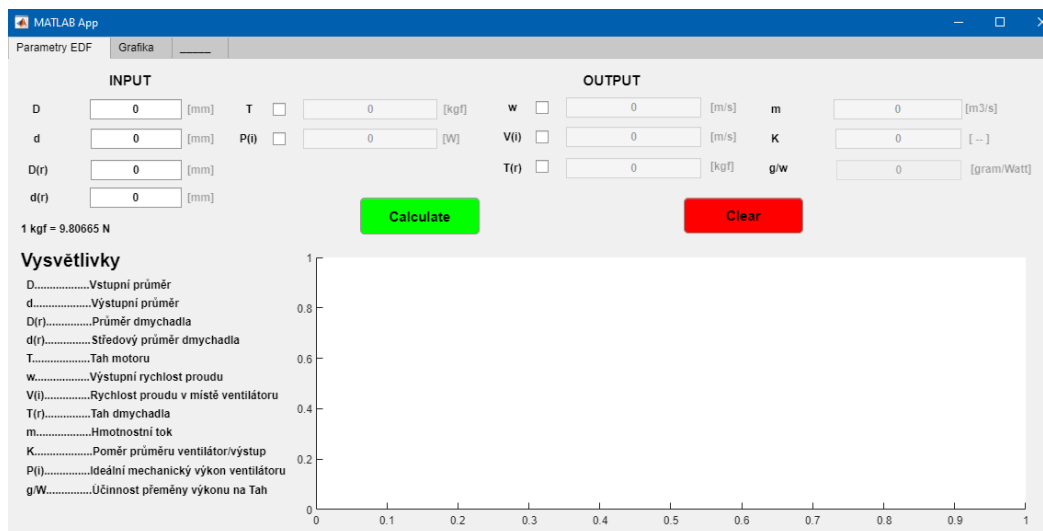 MATLAB App
Parametry EDF Grafika _____
INPUT OUTPUT
D 0 [mm] T 0 [kgf] w 0 [m/s] m 0 [m3/s]
d 0 [mm] P(i) 0 [W] V(i) 0 [m/s] K 0 [ -- ]
D(r) 0 [mm] T(r) 0 [kgf] g/w 0 [gram/Watt]
d(r) 0 [mm]
Calculate Clear
1 kgf = 9.80665 N
Vysvětlivky
D..................Vstupní průměr
d...................Výstupní průměr
D(r)...............Průměr dmychadla
d(r)...............Středový průměr dmychadla
T...................Tah motoru
w..................Výstupní rychlost proudu
V(i)...............Rychlost proudu v místě ventilátoru
T(r)...............Tah dmychadla
m..................Hmotnostní tok
K...................Poměr průměru ventilátor/výstup
P(i)...............Ideální mechanický výkon ventilátoru
g/W...............Účinnost přeměny výkonu na Tah
1
0.8
0.6
0.4
0.2
0
0 0.1 0.2 0.3 0.4 0.5 0.6 0.7 0.8 0.9 1